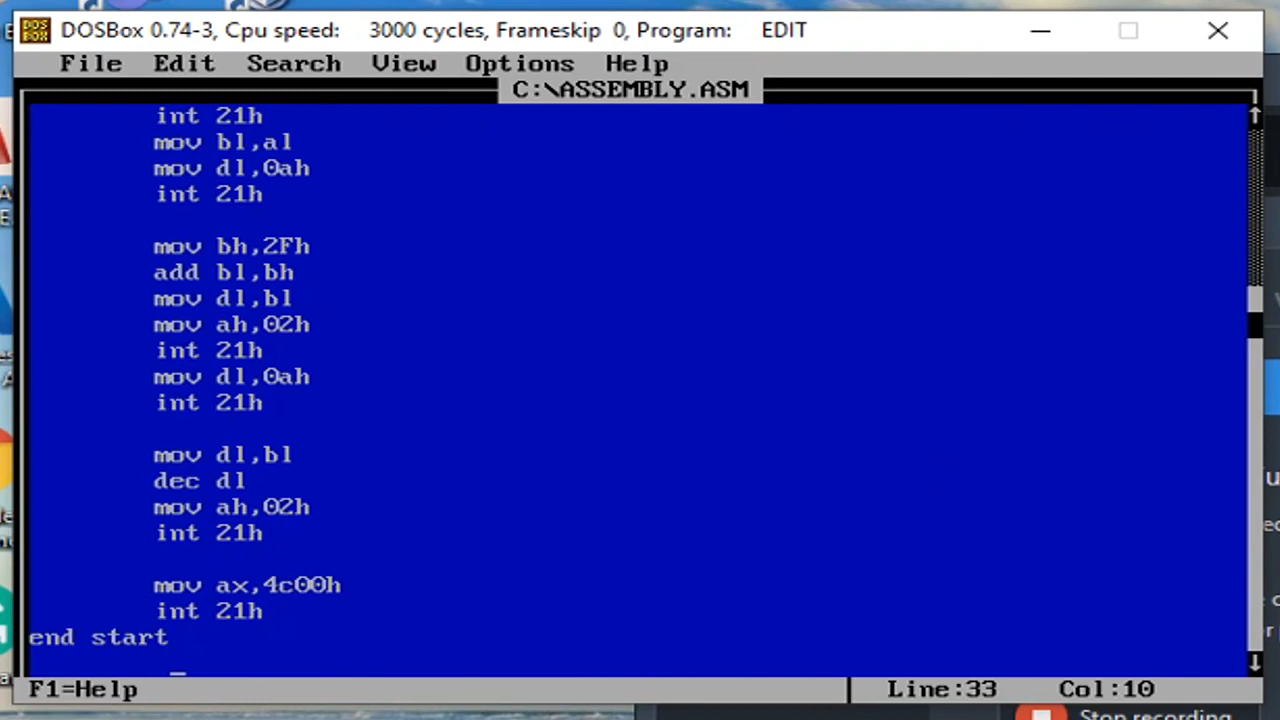 DOSBox 0.74-3, Cpu speed: 3000 cycles, Frameskip 0, Program: EDIT
File Edit Search View Options Help
C:\ASSEMBLY.ASM
int 21h
mov bl,al
mov dl,0ah
int 21h
mov bh,2Fh
add bl,bh
mov dl,bl
mov ah,02h
int 21h
mov dl,0ah
int 21h
mov dl,bl
dec dl
mov ah,02h
int 21h
mov ax,4c00h
int 21h
end start
F1=Help Line:33 Col:10
Stop recording